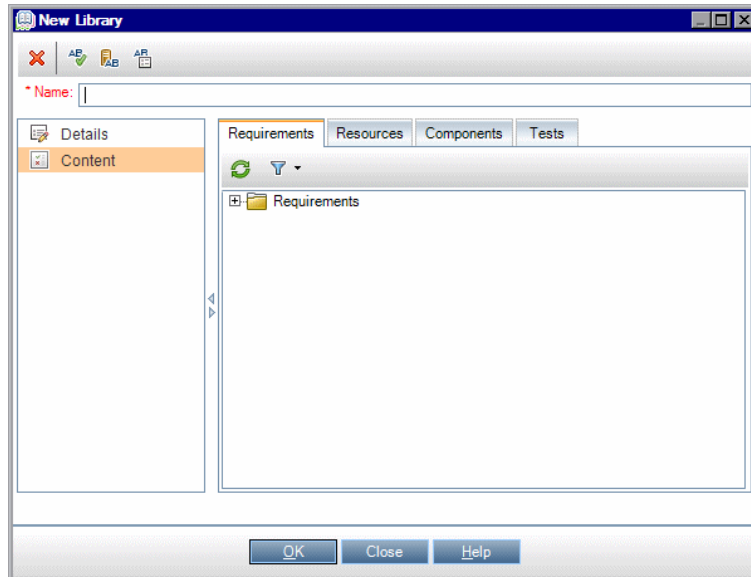 New Library
* Name:
Details
Content
Requirements Resources Components Tests
Requirements
OK Close Help